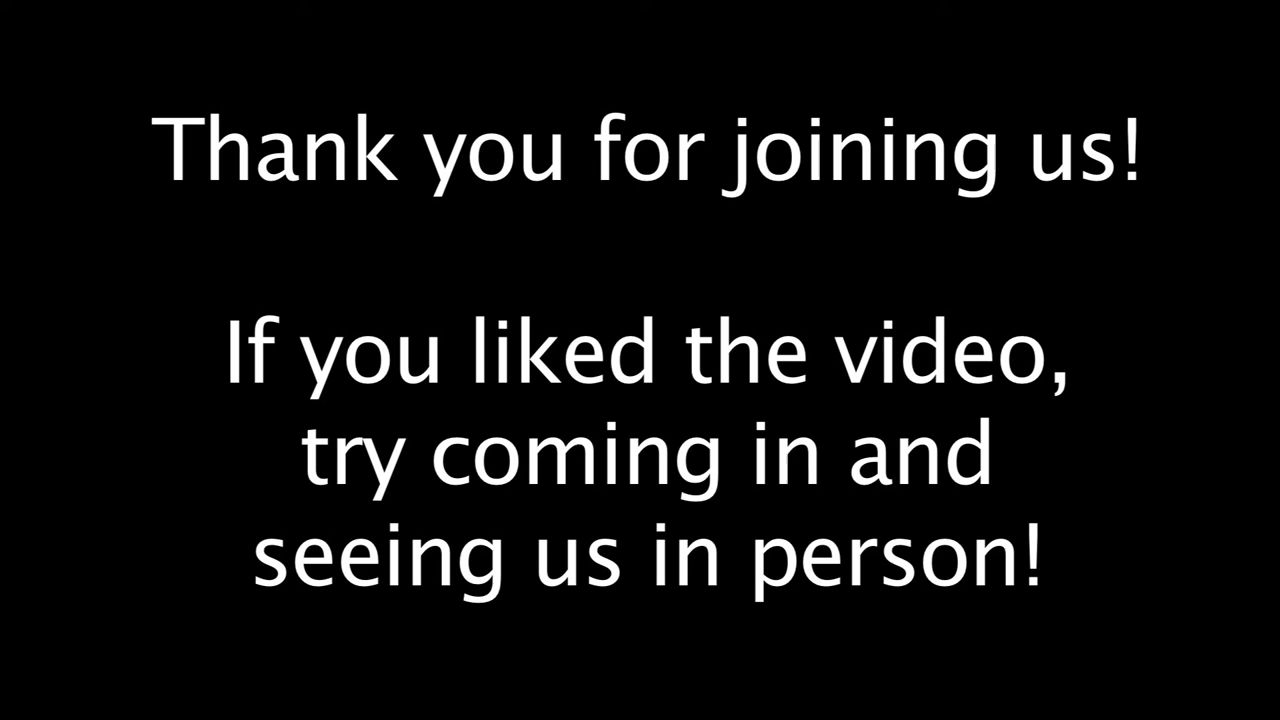 Thank you for joining us!
If you liked the video,
try coming in and
seeing us in person!